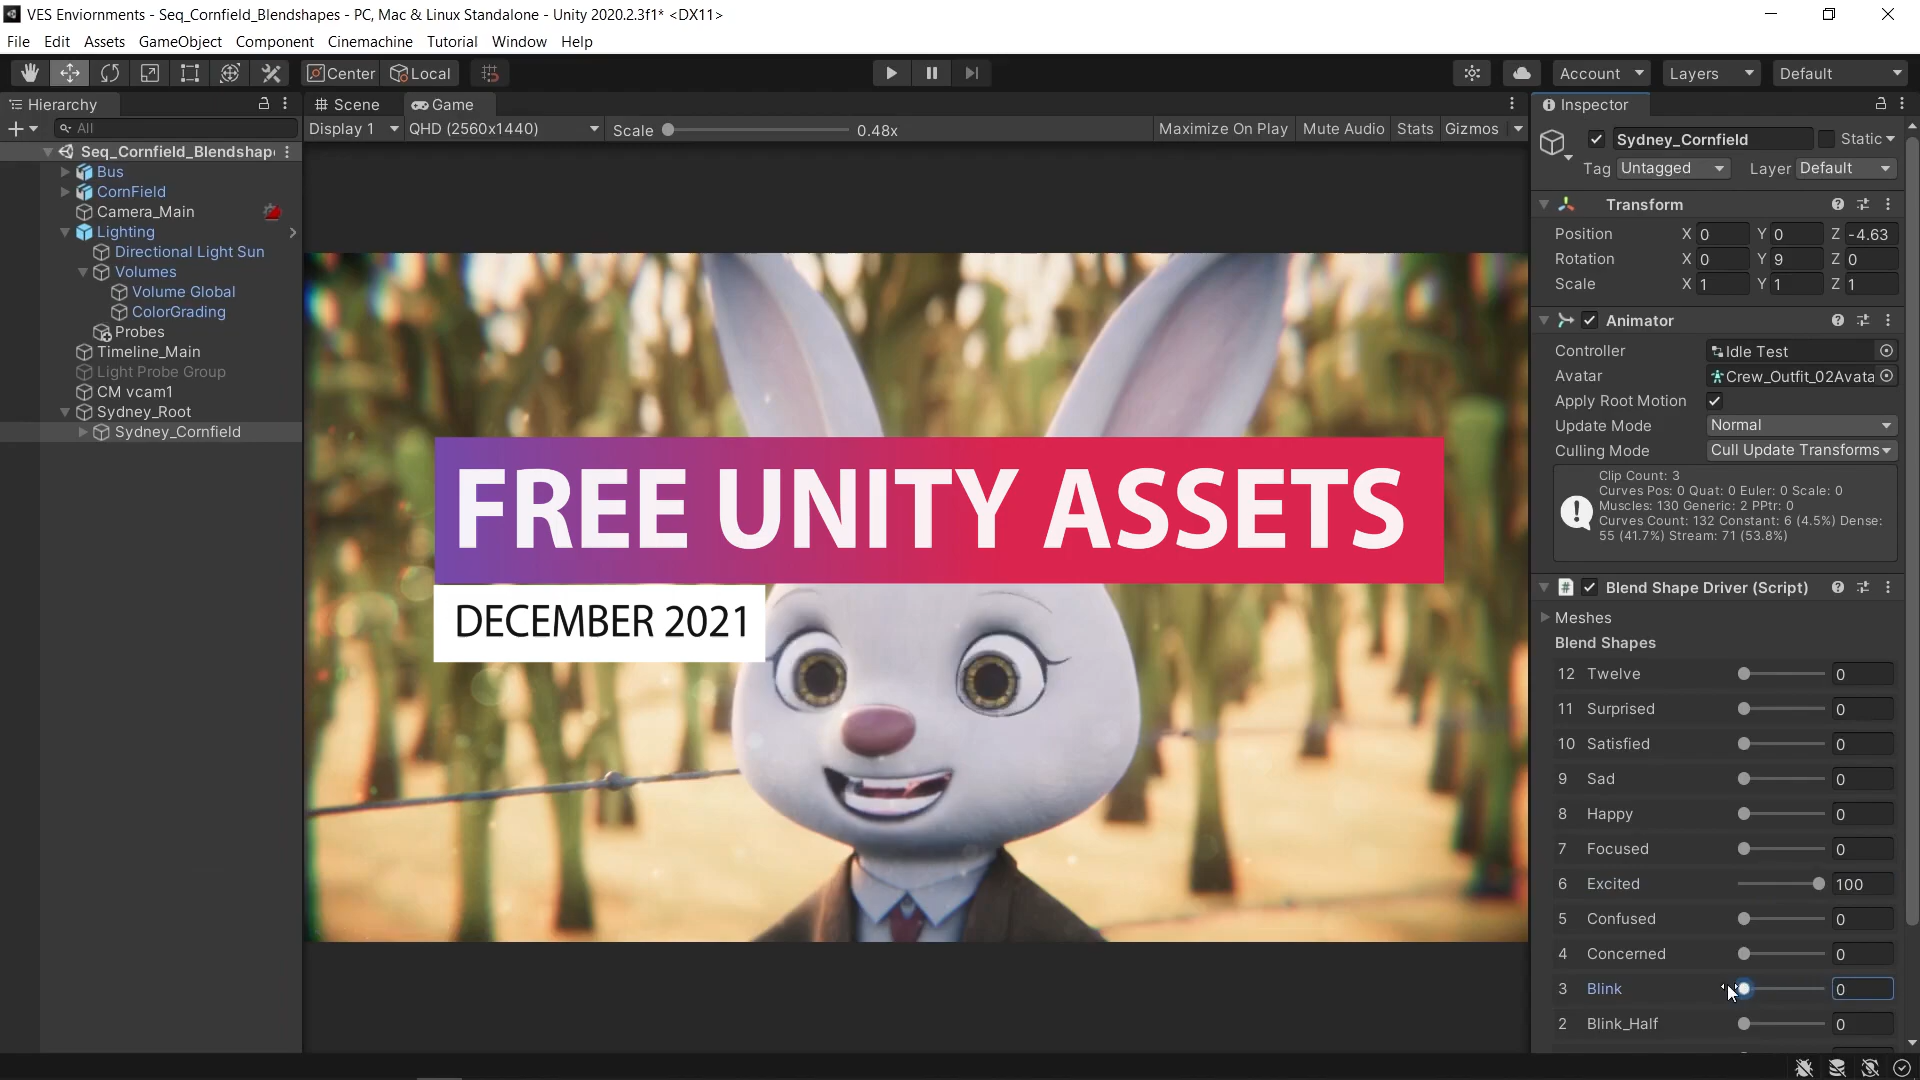 VES Enviornments - Seq_Cornfield_Blendshapes - PC, Mac & Linux Standalone - Unity 2020.2.3f1* <DX11>
File Edit Assets GameObject Component Cinemachine Tutorial Window Help
Center Local Account Layers Default
Hierarchy
All
Seq_Cornfield_Blendshap
Bus
CornField
Camera_Main
Lighting
Directional Light Sun
Volumes
Volume Global
ColorGrading
Probes
Timeline_Main
Light Probe Group
CM vcam1
Sydney_Root
Sydney_Cornfield
Scene Game
Display 1 QHD (2560x1440) Scale 0.48x Maximize On Play Mute Audio Stats Gizmos
FREE UNITY ASSETS
DECEMBER 2021
Inspector
Sydney_Cornfield Static
Tag Untagged Layer Default
Transform
Position X 0 Y 0 Z -4.63
Rotation X 0 Y 9 Z 0
Scale X 1 Y 1 Z 1
Animator
Controller Idle Test
Avatar Crew_Outfit_02Avata
Apply Root Motion
Update Mode Normal
Culling Mode Cull Update Transforms
Clip Count: 3
Curves Pos: 0 Quat: 0 Euler: 0 Scale: 0
Muscles: 130 Generic: 2 PPtr: 0
Curves Count: 132 Constant: 6 (4.5%) Dense:
55 (41.7%) Stream: 71 (53.8%)
Blend Shape Driver (Script)
Meshes
Blend Shapes
12 Twelve 0
11 Surprised 0
10 Satisfied 0
9 Sad 0
8 Happy 0
7 Focused 0
6 Excited 100
5 Confused 0
4 Concerned 0
3 Blink 0
2 Blink_Half 0